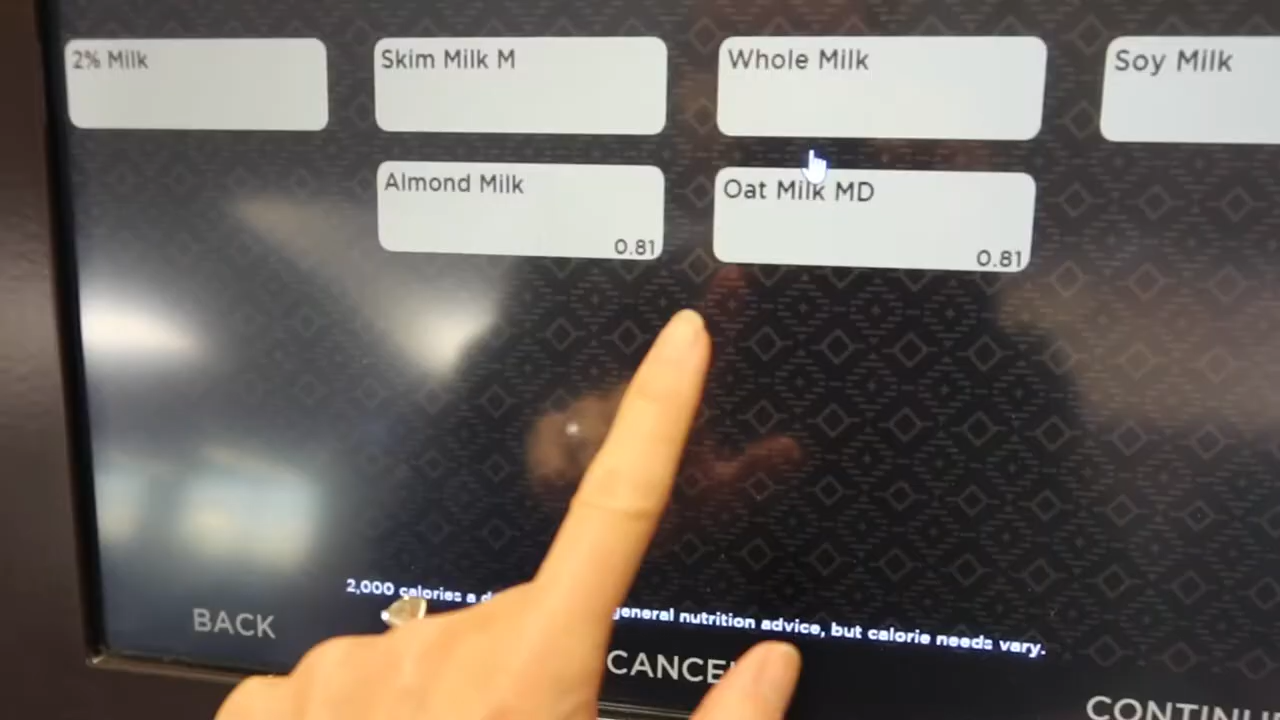 2% Milk
Skim Milk M
Whole Milk
Soy Milk
Almond Milk
0.81
Oat Milk MD
0.81
2,000 calories a general nutrition advice, but calorie needs vary.
BACK
CANCE
CONTINU